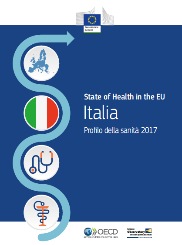 State of Health in the EU
Italia
Profilo della sanità 2017
OECD